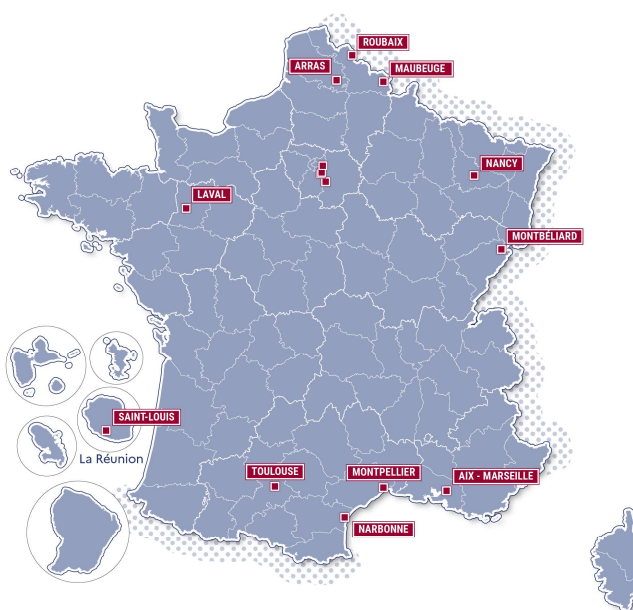 ROUBAIX
ARRAS
MAUBEUGE
NANCY
LAVAL
MONTBÉLIARD
SAINT-LOUIS
La Réunion
TOULOUSE
MONTPELLIER
AIX - MARSEILLE
NARBONNE